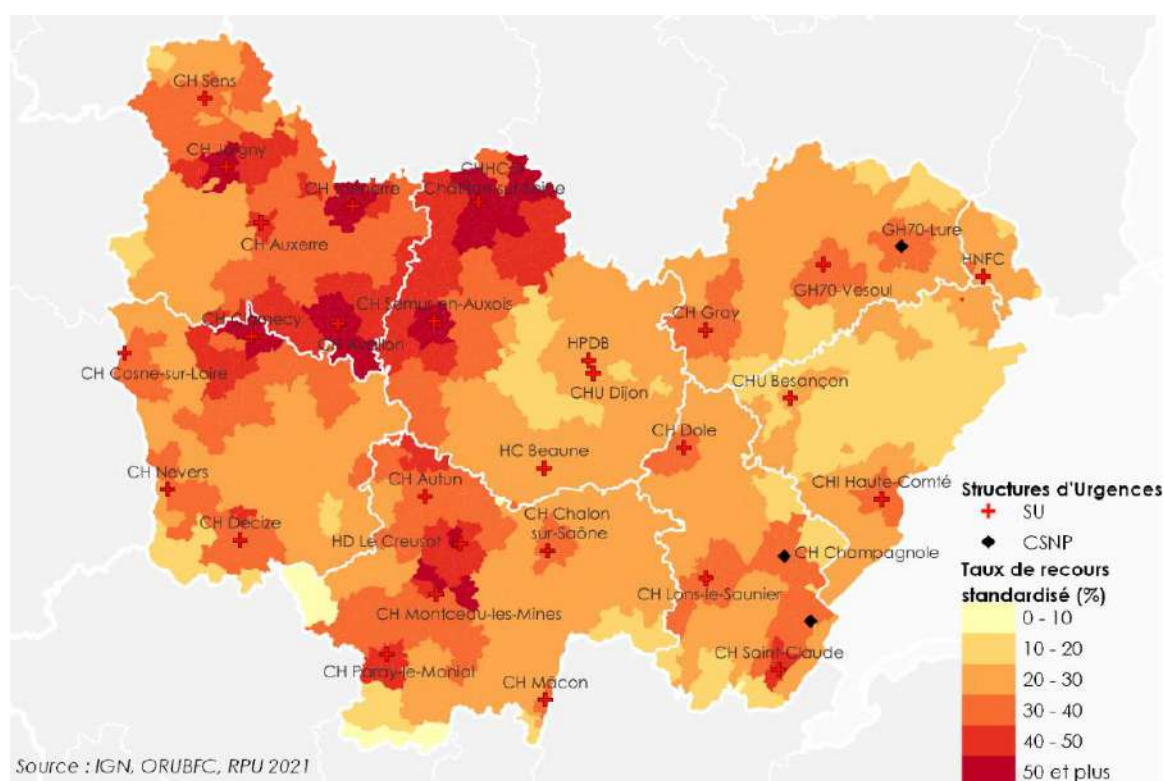 CH Sens
CH Joigny
CH Tonnerre
CHHC-
Châtillon-sur-Seine
CH Auxerre
GH70-Lure
HNFC
GH70-Vesoul
CH Semur-en-Auxois
CH Clamecy
CH Avallon
CH Gray
HPDB
CH Cosne-sur-Loire
CHU Dijon
CHU Besançon
CH Dole
HC Beaune
CH Nevers
CH Autun
CHI Haute-Comté
CH Decize
HD Le Creusot
CH Chalon
sur-Saône
CH Champagnole
CH Lons-le-Saunier
CH Montceau-les-Mines
CH Saint-Claude
CH Paray-le-Monial
CH Mâcon
Structures d'Urgences
SU
CSNP
Taux de recours
standardisé (%)
0 - 10
10 - 20
20 - 30
30 - 40
40 - 50
50 et plus
Source : IGN, ORUBFC, RPU 2021